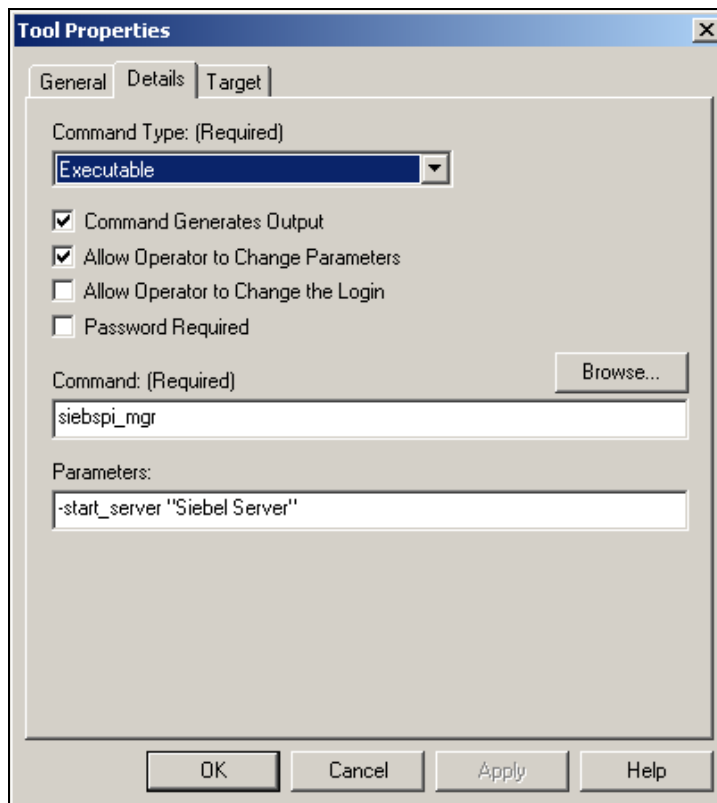 Tool Properties
General Details Target
Command Type: (Required)
Executable
Command Generates Output
Allow Operator to Change Parameters
Allow Operator to Change the Login
Password Required
Command: (Required) Browse...
siebspi_mgr
Parameters:
-start_server "Siebel Server"
OK Cancel Apply Help